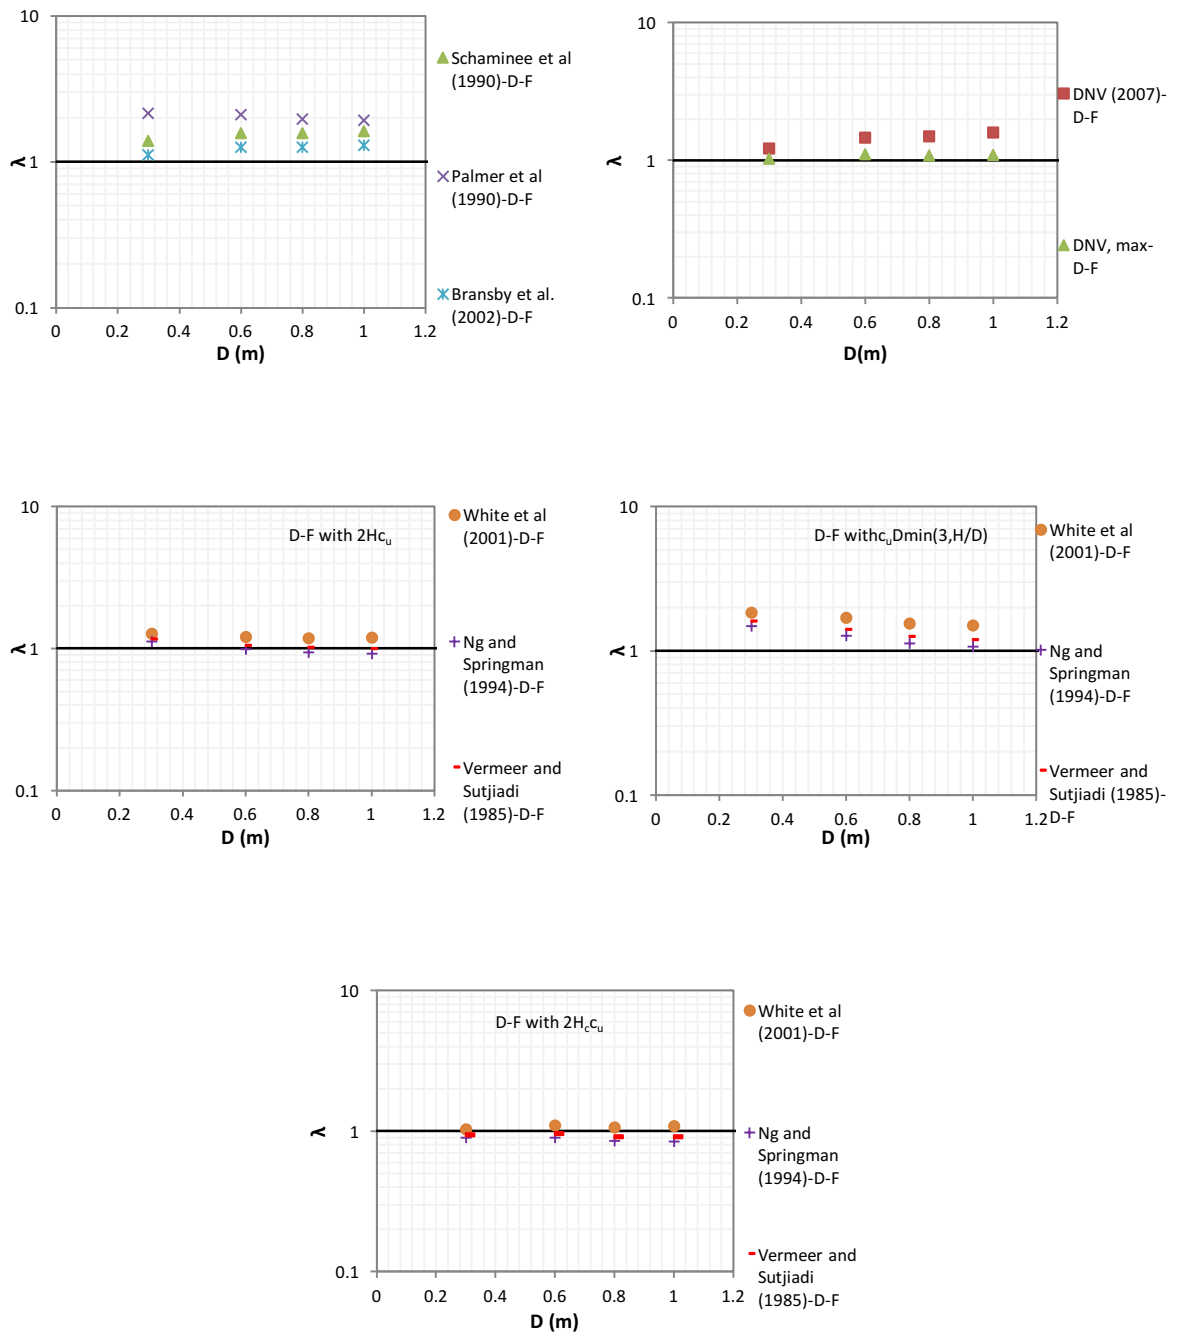 10
1
0.1
λ
0 0.2 0.4 0.6 0.8 1 1.2
D (m)
Schaminee et al
(1990)-D-F
Palmer et al
(1990)-D-F
Bransby et al.
(2002)-D-F
10
1
0.1
λ
0 0.2 0.4 0.6 0.8 1 1.2
D(m)
DNV (2007)-
D-F
DNV, max-
D-F
10
1
0.1
λ
D-F with 2Hcu
0 0.2 0.4 0.6 0.8 1 1.2
D (m)
White et al
(2001)-D-F
Ng and
Springman
(1994)-D-F
Vermeer and
Sutjiadi
(1985)-D-F
10
1
0.1
λ
D-F withcuDmin(3,H/D)
0 0.2 0.4 0.6 0.8 1 1.2
D (m)
White et al
(2001)-D-F
Ng and
Springman
(1994)-D-F
Vermeer and
Sutjiadi (1985)-
D-F
10
1
0.1
λ
D-F with 2Hccu
0 0.2 0.4 0.6 0.8 1 1.2
D (m)
White et al
(2001)-D-F
Ng and
Springman
(1994)-D-F
Vermeer and
Sutjiadi
(1985)-D-F